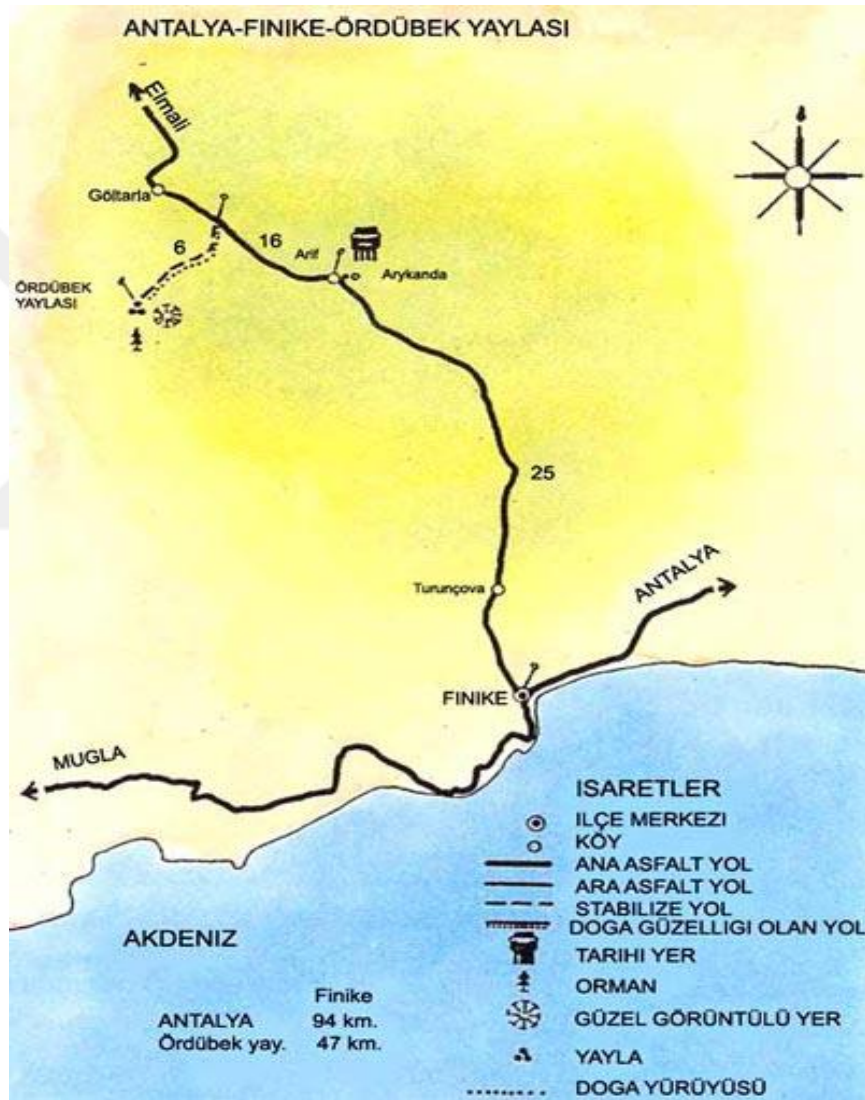 ANTALYA-FINIKE-ÖRDÜBEK YAYLASI
Elmali
Göltarla
6
16
Arif
Arykanda
ÖRDÜBEK
YAYLASI
25
Turunçova
ANTALYA
FINIKE
MUGLA
ISARETLER
ILÇE MERKEZI
KÖY
ANA ASFALT YOL
ARA ASFALT YOL
STABILIZE YOL
DOGA GÜZELLIGI OLAN YOL
TARIHI YER
ORMAN
GÜZEL GÖRÜNTÜLÜ YER
YAYLA
DOGA YÜRÜYÜSÜ
AKDENIZ
Finike
ANTALYA 94 km.
Ördübek yay. 47 km.